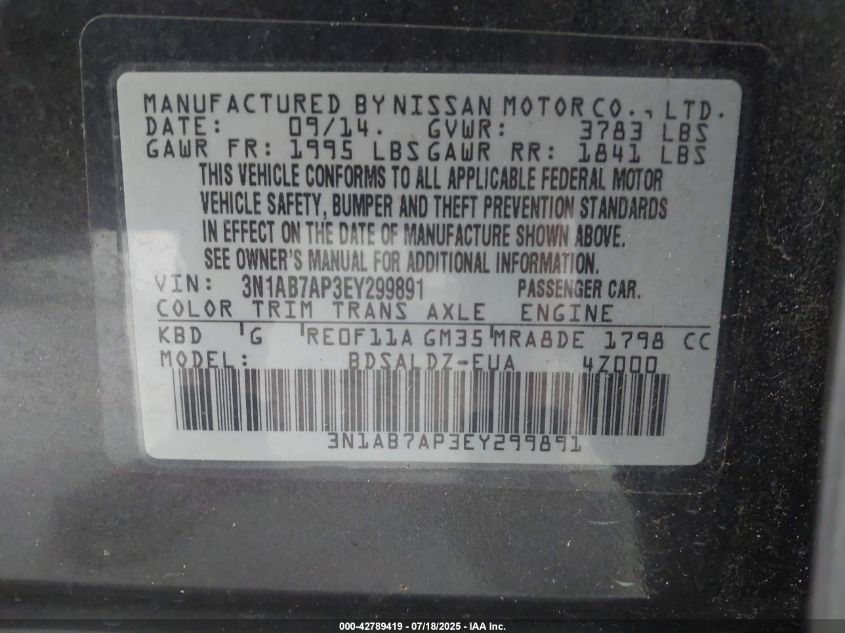 MANUFACTURED BY NISSAN MOTOR CO., LTD.
DATE: 09/14. GVWR: 3783 LBS
GAWR FR: 1995 LBS GAWR RR: 1841 LBS
THIS VEHICLE CONFORMS TO ALL APPLICABLE FEDERAL MOTOR
VEHICLE SAFETY, BUMPER AND THEFT PREVENTION STANDARDS
IN EFFECT ON THE DATE OF MANUFACTURE SHOWN ABOVE.
SEE OWNER'S MANUAL FOR ADDITIONAL INFORMATION.
VIN: 3N1AB7AP3EY299891 PASSENGER CAR.
COLOR TRIM TRANS AXLE ENGINE
KBD G RE0F11A GM35 MRA8DE 1798 CC
MODEL: BDSALDZ-EUA 4Z000
3N1AB7AP3EY299891
000-42789419 - 07/18/2025 - IAA Inc.